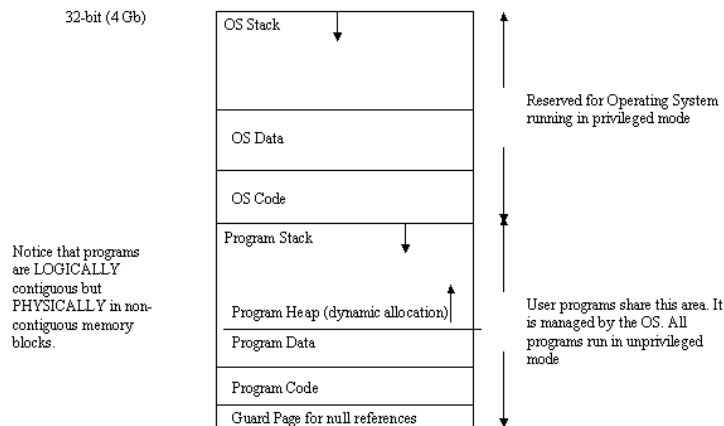 32-bit (4 Gb)
OS Stack
Reserved for Operating System
running in privileged mode
OS Data
OS Code
Program Stack
Notice that programs
are LOGICALLY
contiguous but
PHYSICALLY in non-
contiguous memory
blocks.
Program Heap (dynamic allocation)
User programs share this area. It
is managed by the OS. All
programs run in unprivileged
mode
Program Data
Program Code
Guard Page for null references